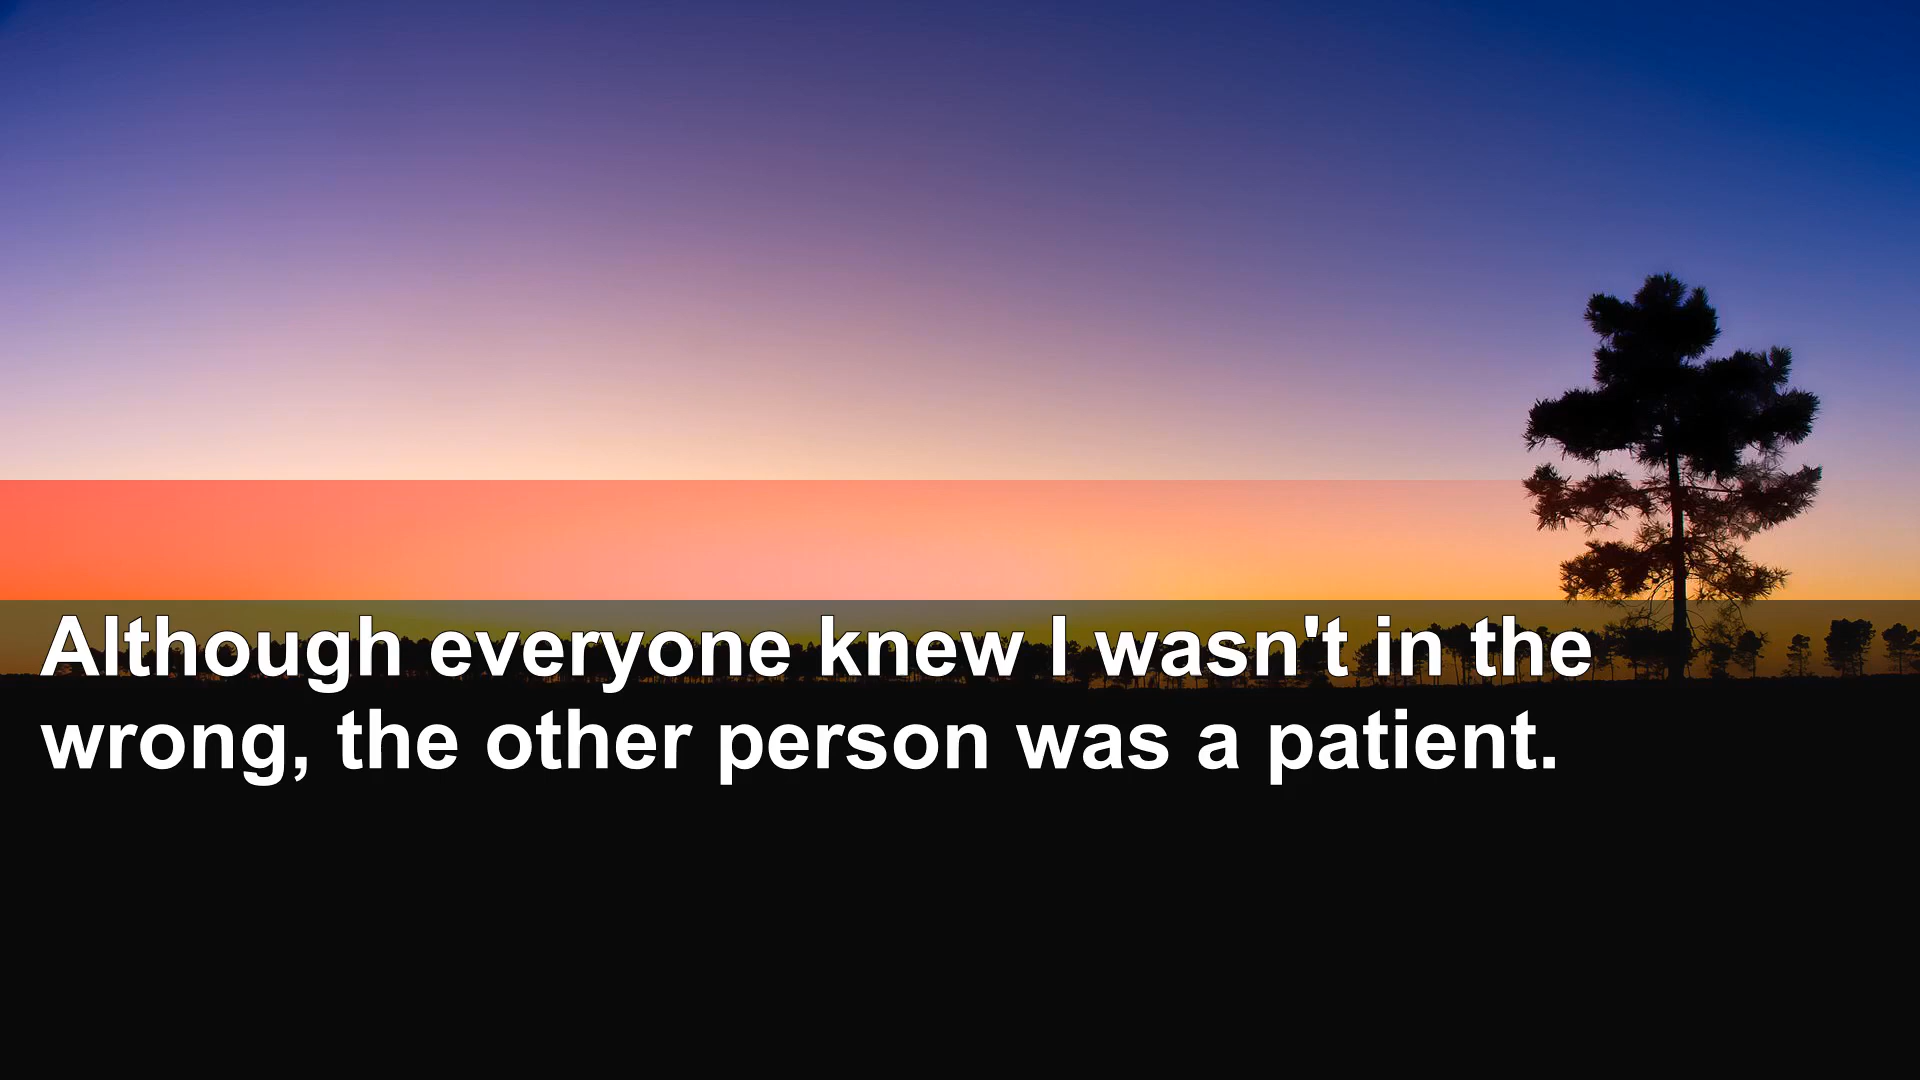 Although everyone knew I wasn't in the
wrong, the other person was a patient.